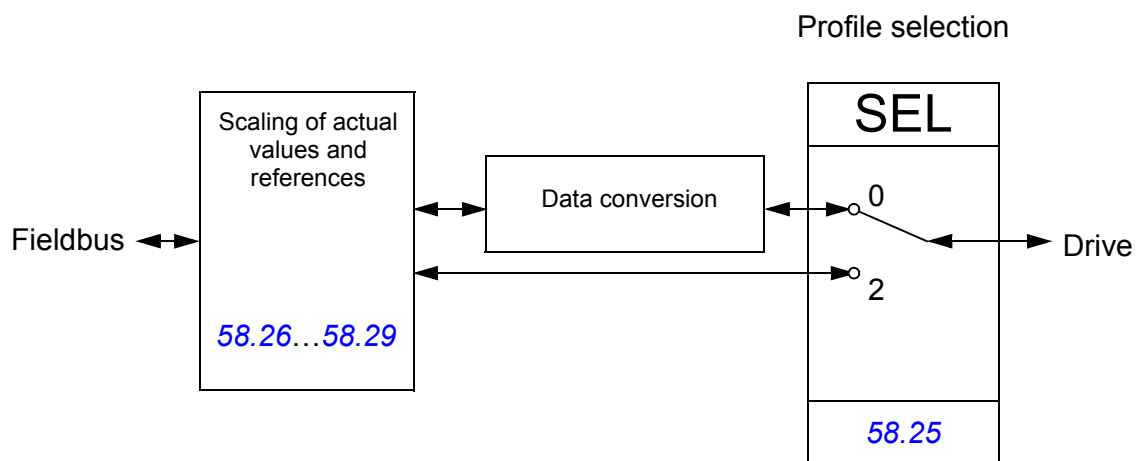 Profile selection
SEL
Scaling of actual
values and
references
Data conversion
0
Fieldbus
Drive
2
58.26…58.29
58.25